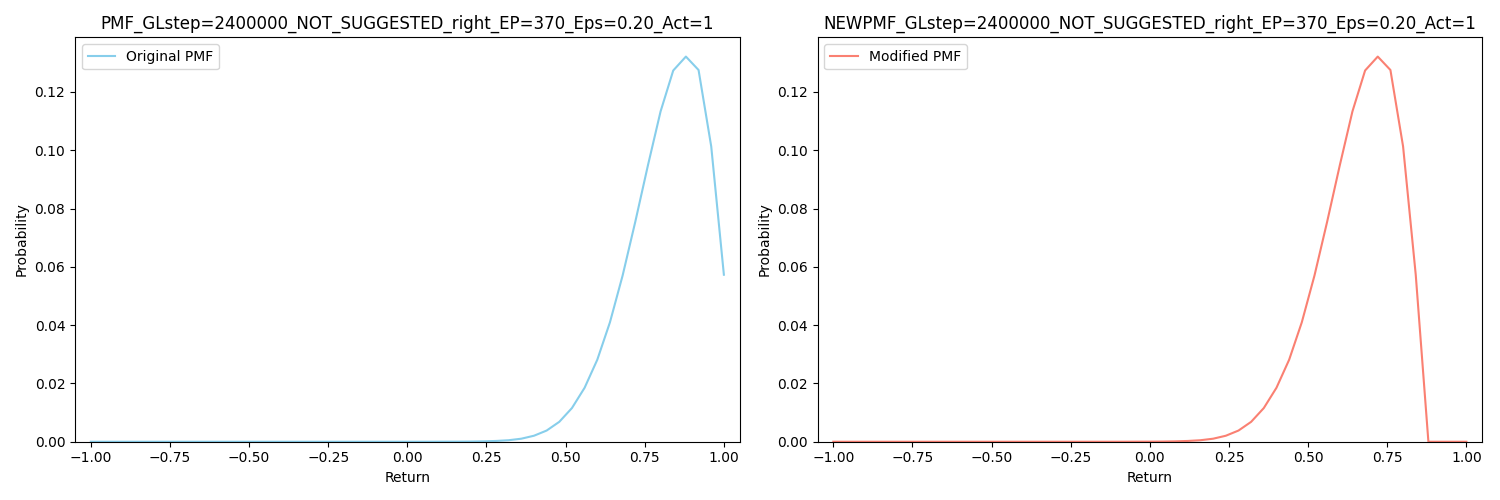 PMF_GLstep=2400000_NOT_SUGGESTED_right_EP=370_Eps=0.20_Act=1
Original PMF
Probability
0.12
0.10
0.08
0.06
0.04
0.02
0.00
−1.00 −0.75 −0.50 −0.25 0.00 0.25 0.50 0.75 1.00
Return
NEWPMF_GLstep=2400000_NOT_SUGGESTED_right_EP=370_Eps=0.20_Act=1
Modified PMF
Probability
0.12
0.10
0.08
0.06
0.04
0.02
0.00
−1.00 −0.75 −0.50 −0.25 0.00 0.25 0.50 0.75 1.00
Return